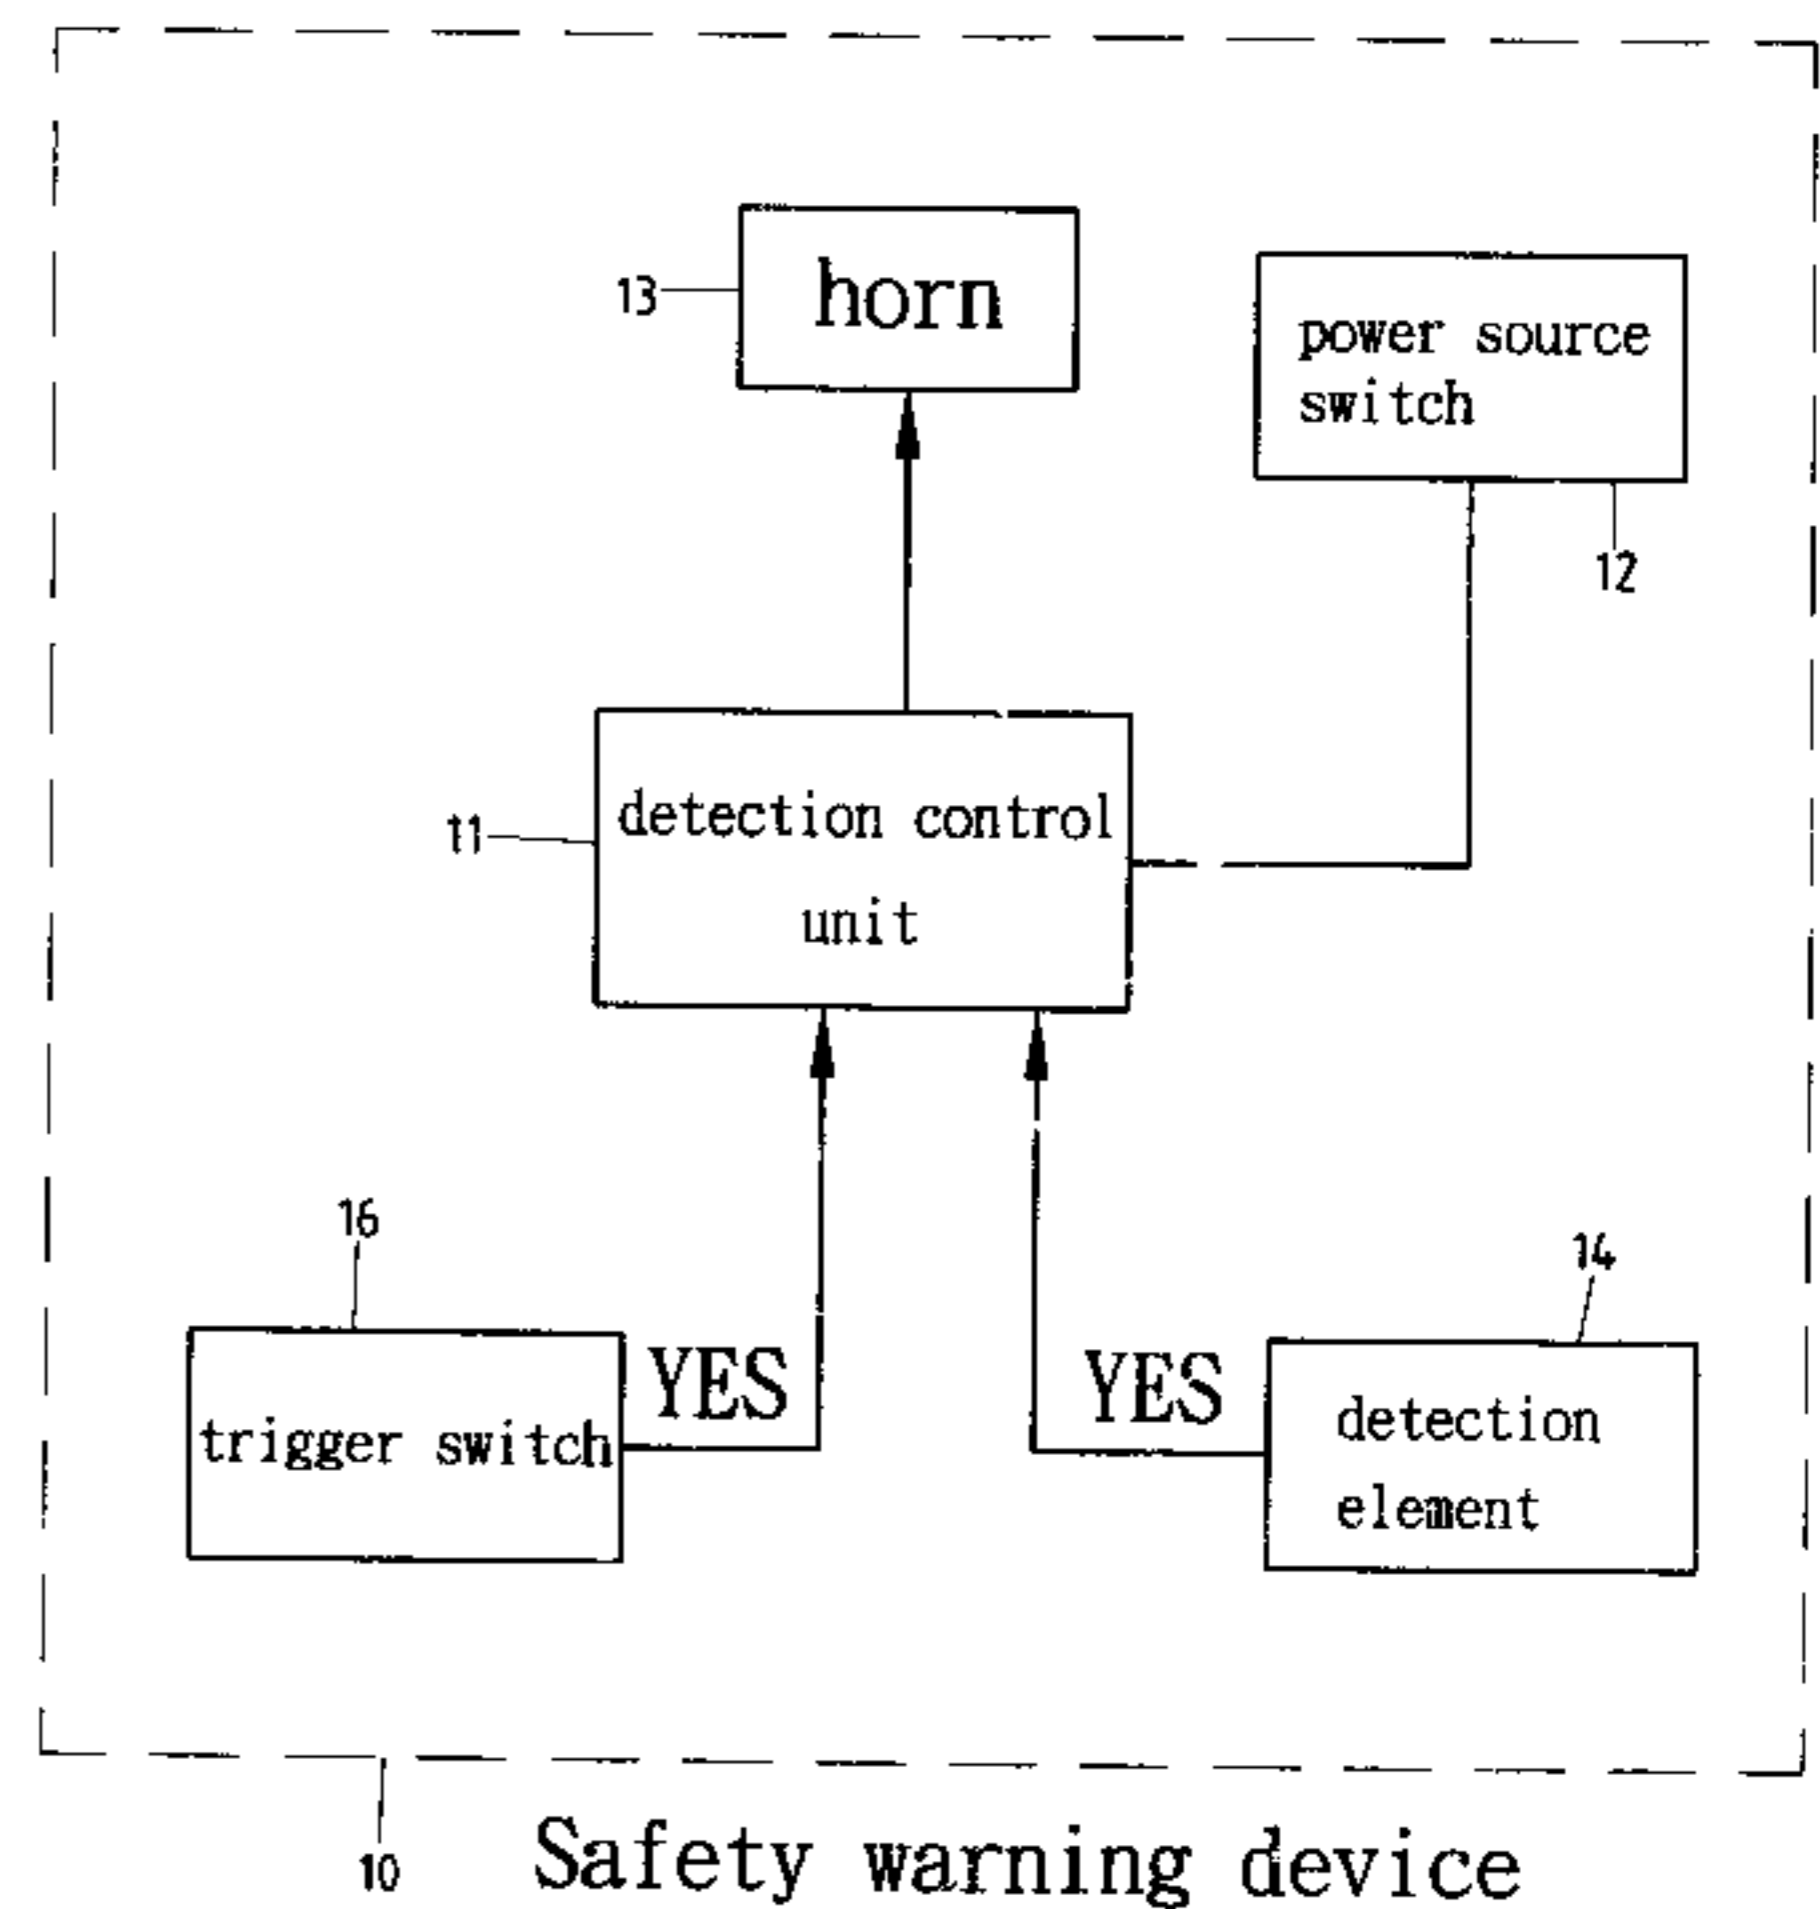 13
horn
power source
switch
12
11
detection control
unit
16
14
trigger switch
YES
YES
detection
element
10
Safety warning device